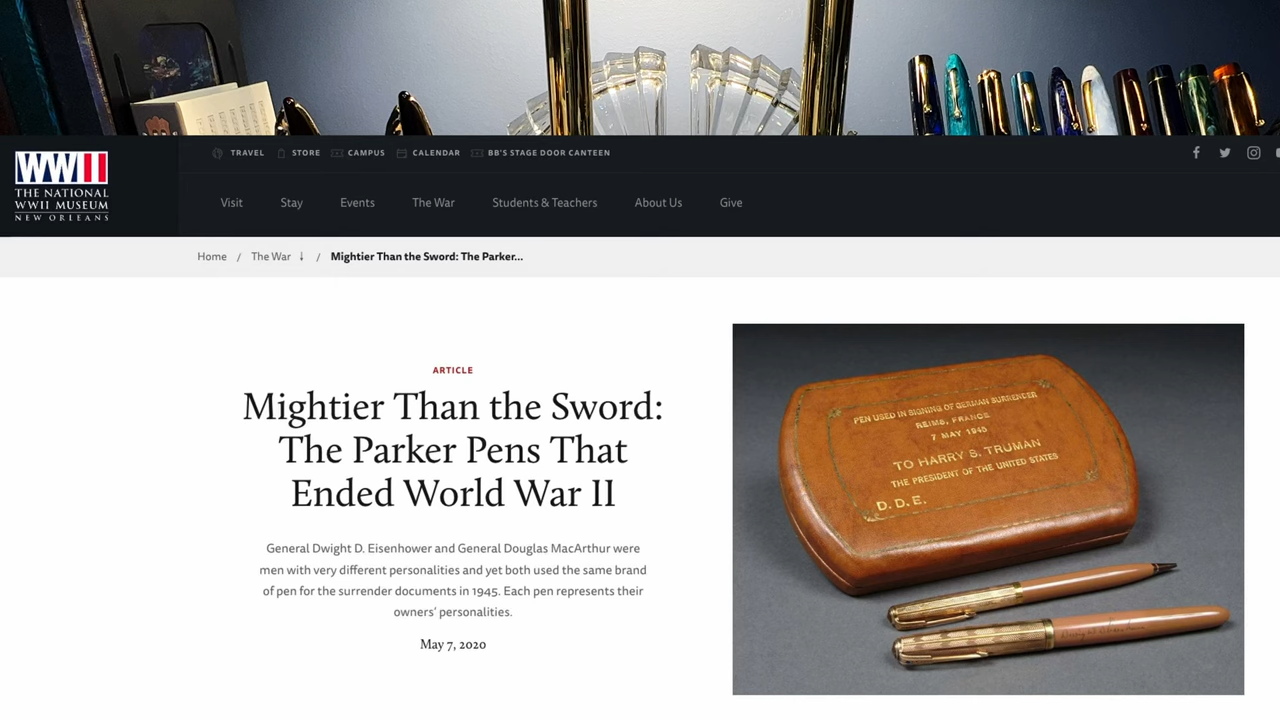 TRAVEL STORE CAMPUS CALENDAR BB'S STAGE DOOR CANTEEN
WWII
THE NATIONAL
WWII MUSEUM
NEW ORLEANS
Visit Stay Events The War Students & Teachers About Us Give
Home / The War ↓ / Mightier Than the Sword: The Parker...
ARTICLE
Mightier Than the Sword:
The Parker Pens That
Ended World War II
General Dwight D. Eisenhower and General Douglas MacArthur were
men with very different personalities and yet both used the same brand
of pen for the surrender documents in 1945. Each pen represents their
owners' personalities.
May 7, 2020
PEN USED IN SIGNING OF GERMAN SURRENDER
REIMS, FRANCE
7 MAY 1945
TO HARRY S. TRUMAN
THE PRESIDENT OF THE UNITED STATES
D. D. E.